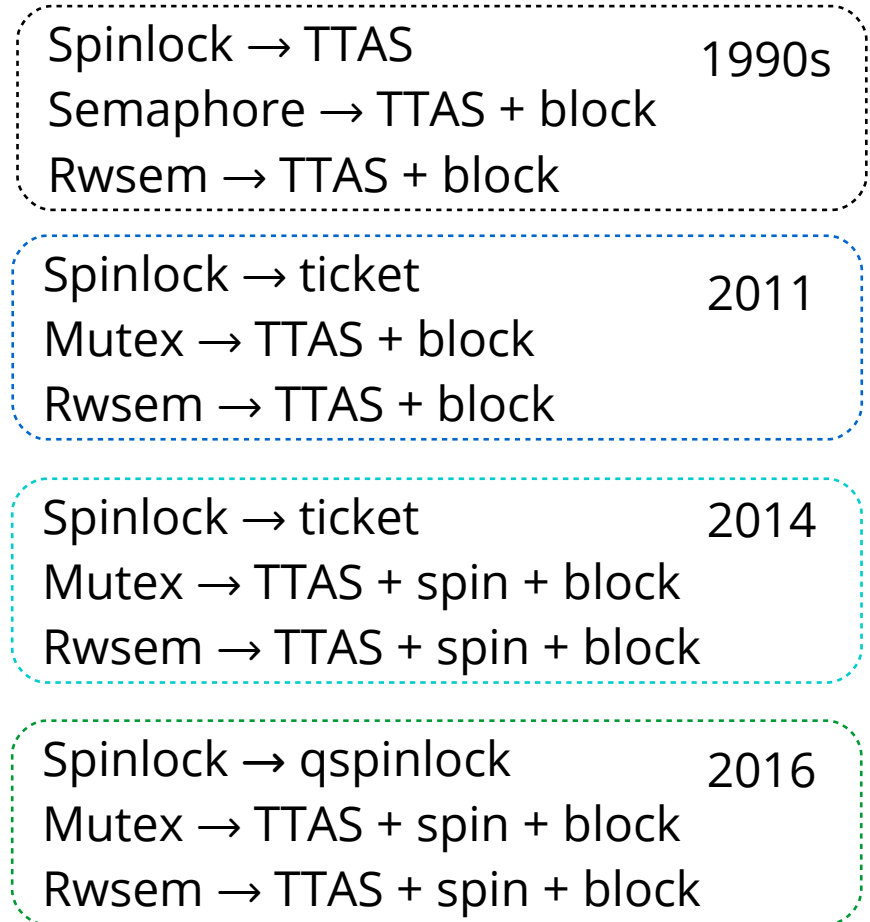 Spinlock → TTAS
1990s
Semaphore → TTAS + block
Rwsem → TTAS + block
Spinlock → ticket
2011
Mutex → TTAS + block
Rwsem → TTAS + block
Spinlock → ticket
2014
Mutex → TTAS + spin + block
Rwsem → TTAS + spin + block
Spinlock → qspinlock
2016
Mutex → TTAS + spin + block
Rwsem → TTAS + spin + block